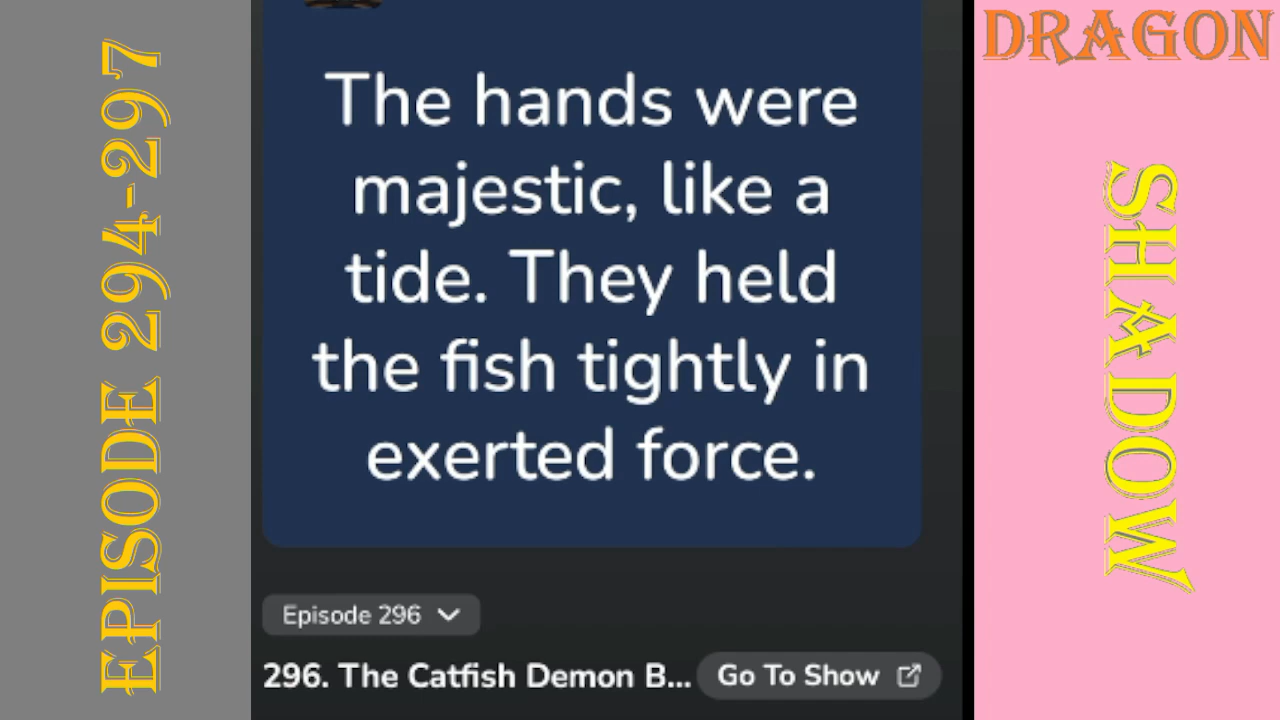 EPISODE 294-297
The hands were
majestic, like a
tide. They held
the fish tightly in
exerted force.
Episode 296
296. The Catfish Demon B...
Go To Show
DRAGON
SHADOW